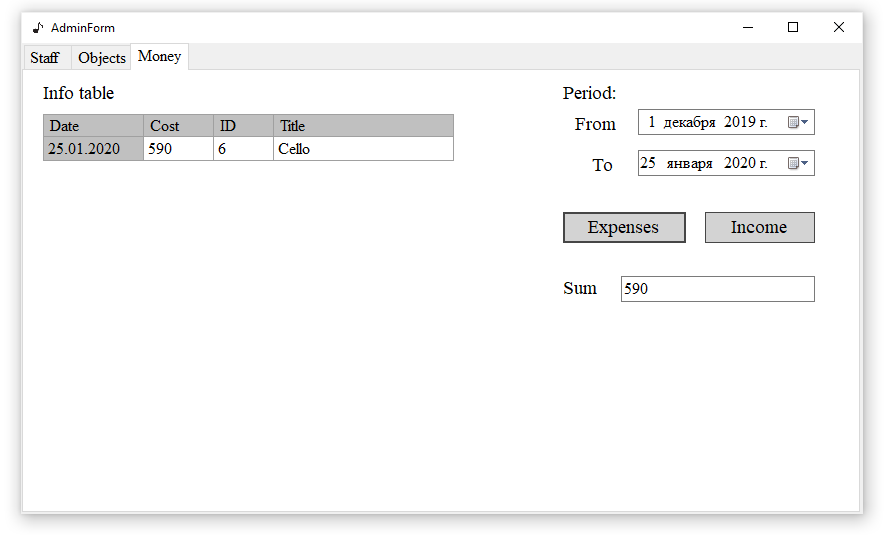 AdminForm
Staff Objects Money
Info table
Date Cost ID Title
25.01.2020 590 6 Cello
Period:
From 1 декабря 2019 г.
To 25 января 2020 г.
Expenses Income
Sum 590